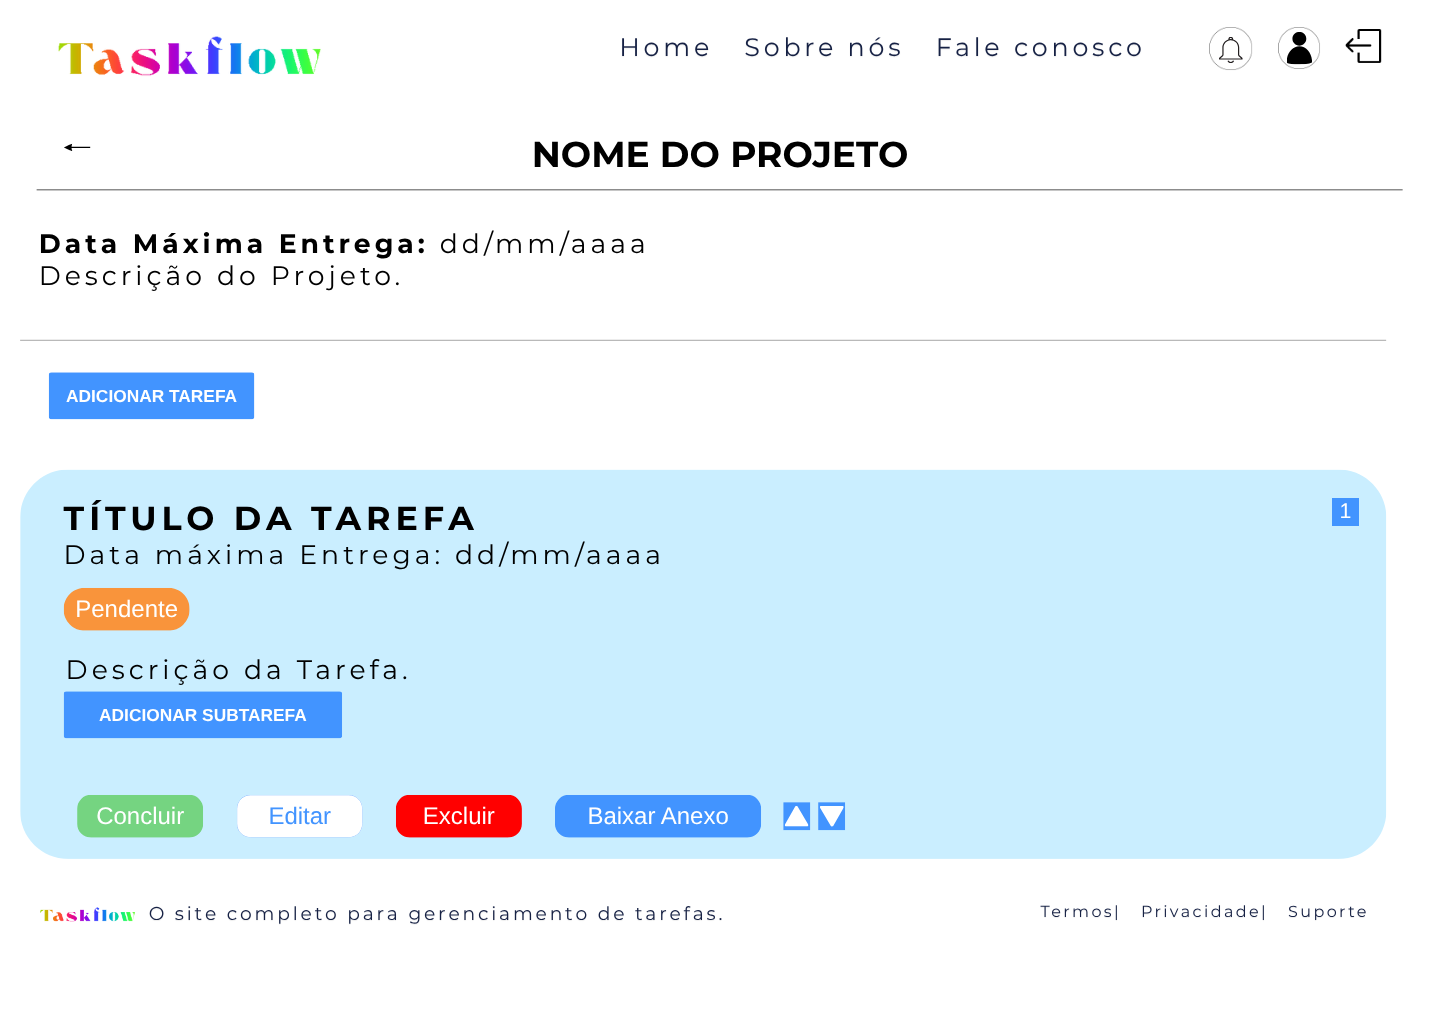 Taskflow
Home Sobre nós Fale conosco
NOME DO PROJETO
Data Máxima Entrega: dd/mm/aaaa
Descrição do Projeto.
ADICIONAR TAREFA
TÍTULO DA TAREFA
1
Data máxima Entrega: dd/mm/aaaa
Pendente
Descrição da Tarefa.
ADICIONAR SUBTAREFA
Concluir Editar Excluir Baixar Anexo
Taskflow O site completo para gerenciamento de tarefas.
Termos| Privacidade| Suporte